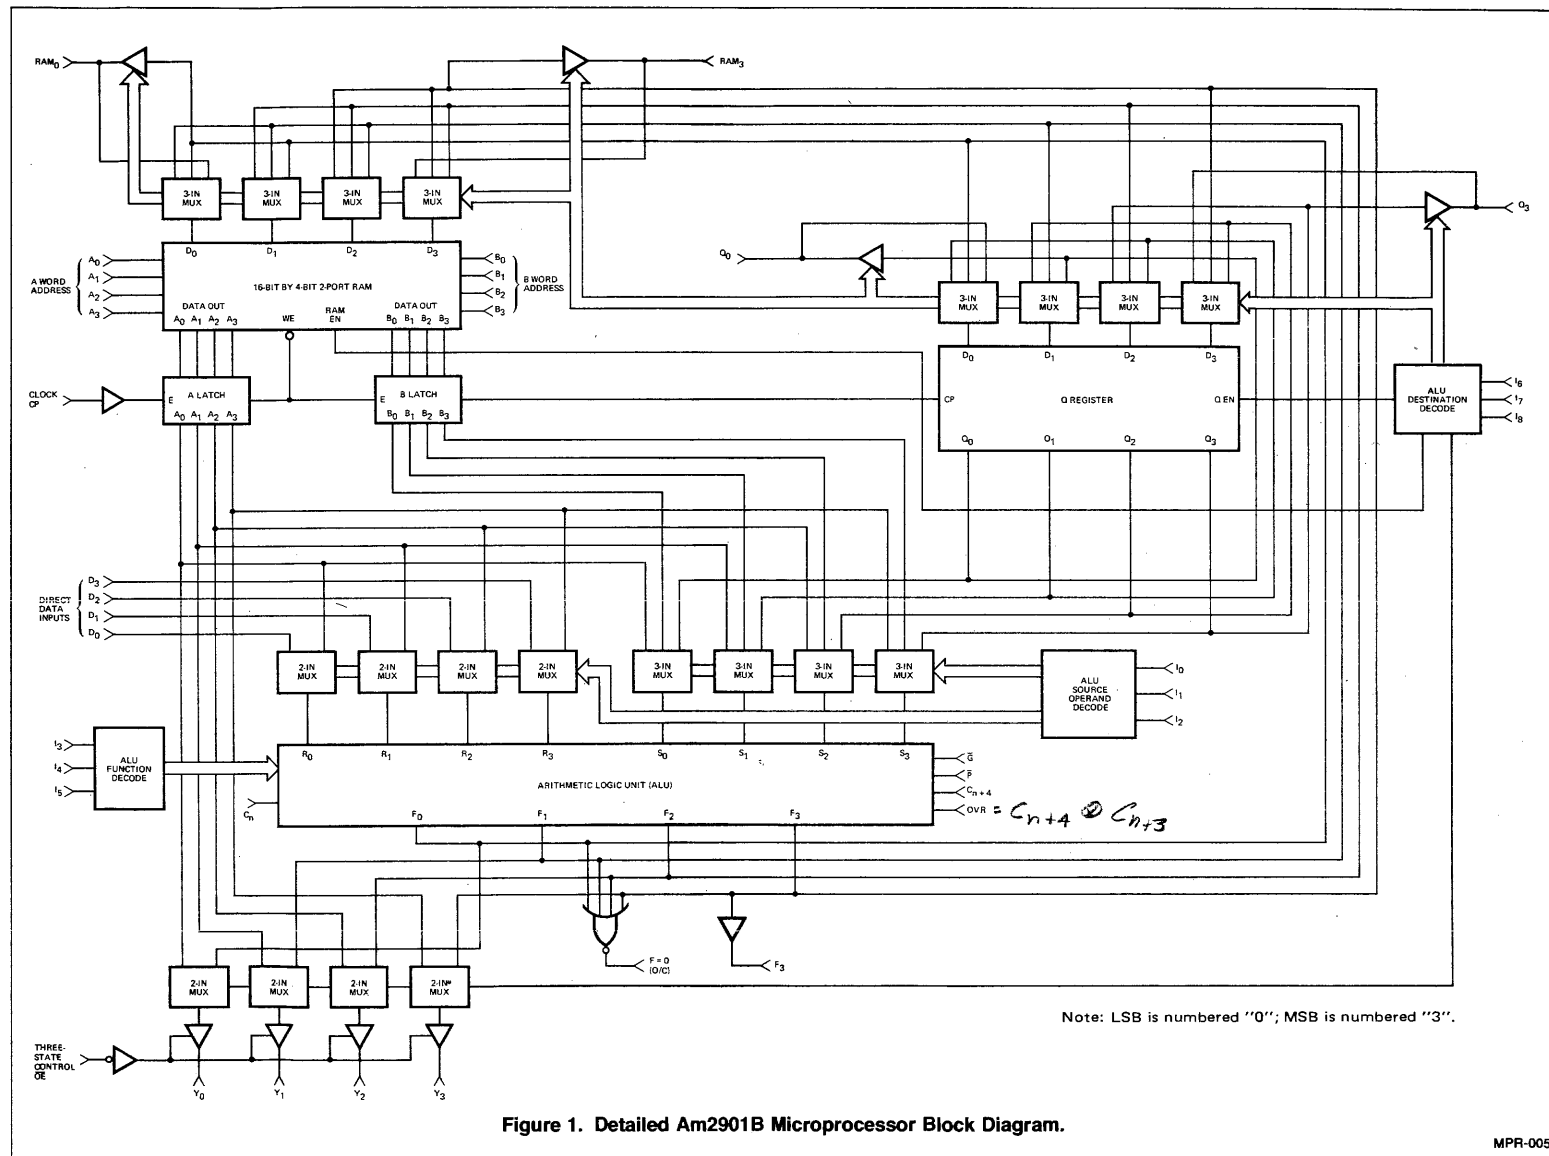 RAM0
RAM3
3-IN MUX
3-IN MUX
3-IN MUX
3-IN MUX
Q3
D0 D1 D2 D3
A WORD ADDRESS
A0
A1
A2
A3
16-BIT BY 4-BIT 2-PORT RAM
B0
B1
B2
B3
B WORD ADDRESS
DATA OUT
A0 A1 A2 A3
WE
RAM EN
DATA OUT
B0 B1 B2 B3
Q0
3-IN MUX
3-IN MUX
3-IN MUX
3-IN MUX
CLOCK CP
E
A LATCH
A0 A1 A2 A3
E
B LATCH
B0 B1 B2 B3
D0 D1 D2 D3
CP
Q REGISTER
Q EN
Q0 Q1 Q2 Q3
ALU DESTINATION DECODE
I6
I7
I8
DIRECT DATA INPUTS
D3
D2
D1
D0
2-IN MUX
2-IN MUX
2-IN MUX
2-IN MUX
3-IN MUX
3-IN MUX
3-IN MUX
3-IN MUX
ALU SOURCE OPERAND DECODE
I0
I1
I2
I3
I4
I5
ALU FUNCTION DECODE
R0 R1 R2 R3 S0 S1 S2 S3
ARITHMETIC LOGIC UNIT (ALU)
Cn
F0 F1 F2 F3
G̅
P̅
Cn+4
OVR = Cn+4 ⊕ Cn+3
F = 0
(O/C)
F3
2-IN MUX
2-IN MUX
2-IN MUX
2-IN MUX
THREE-
STATE
CONTROL
O̅E̅
Y0 Y1 Y2 Y3
Note: LSB is numbered "0"; MSB is numbered "3".
Figure 1. Detailed Am2901B Microprocessor Block Diagram.
MPR-005